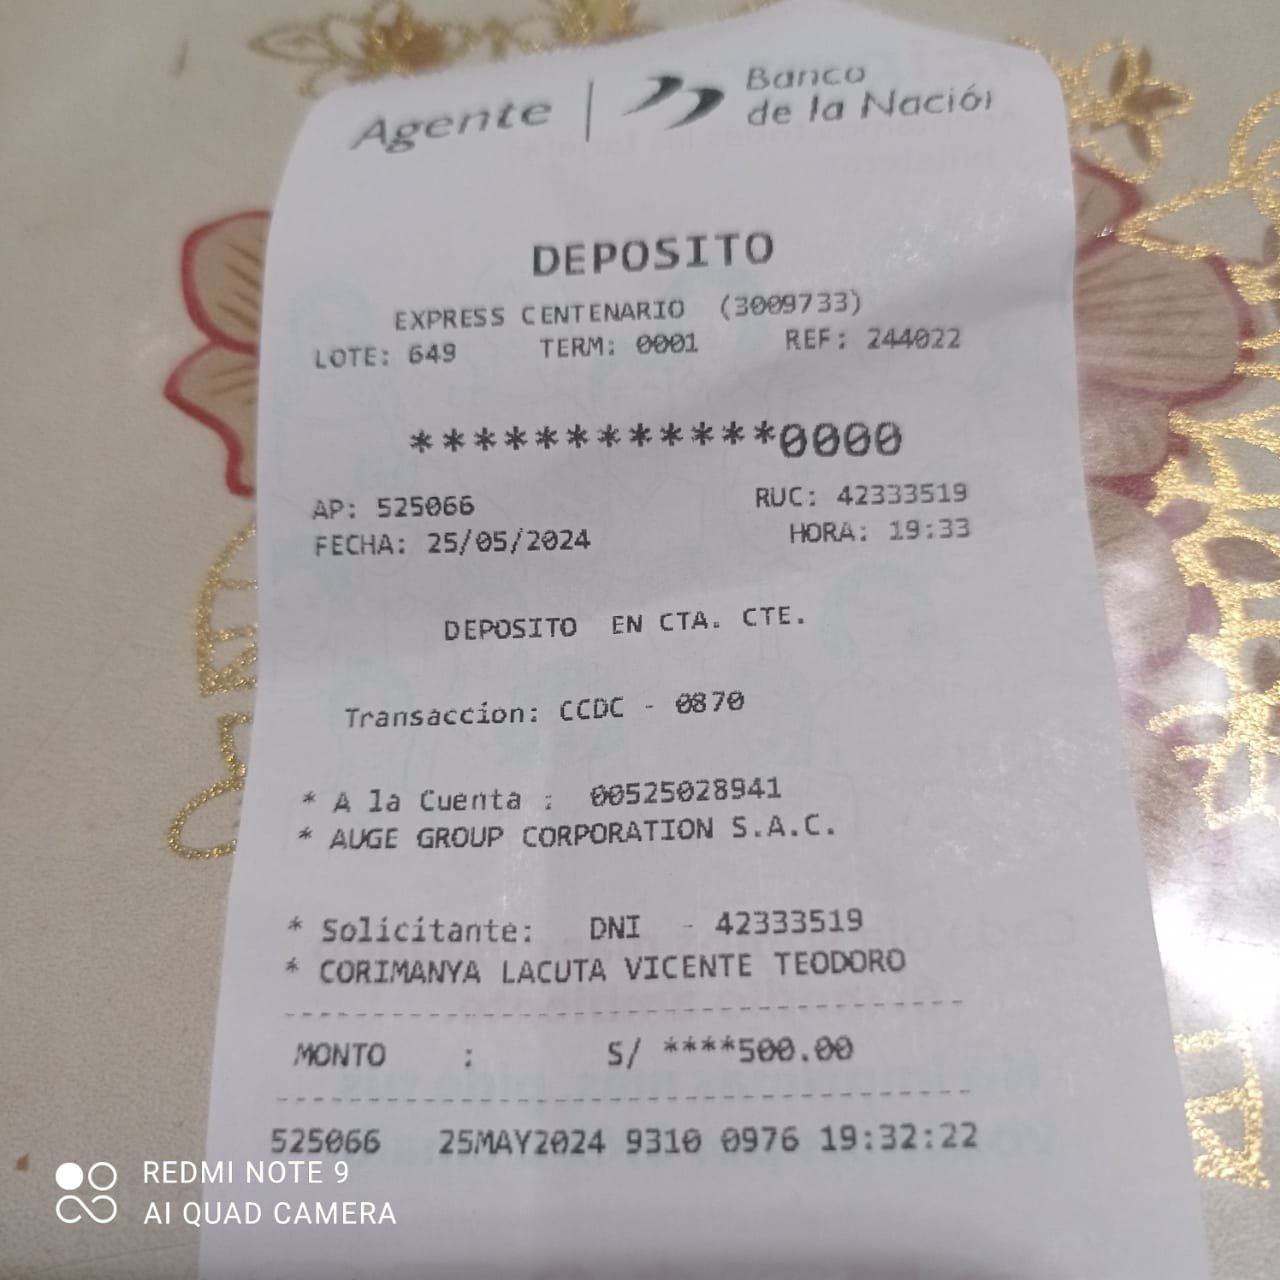 Agente | Banco de la Nación
DEPOSITO
EXPRESS CENTENARIO (3009733)
LOTE: 649 TERM: 0001 REF: 244022
************0000
AP: 525066 RUC: 42333519
FECHA: 25/05/2024 HORA: 19:33
DEPOSITO EN CTA. CTE.
Transaccion: CCDC - 0870
* A la Cuenta : 00525028941
* AUGE GROUP CORPORATION S.A.C.
* Solicitante: DNI - 42333519
* CORIMANYA LACUTA VICENTE TEODORO
MONTO : S/ ****500.00
525066 25MAY2024 9310 0976 19:32:22
REDMI NOTE 9
AI QUAD CAMERA